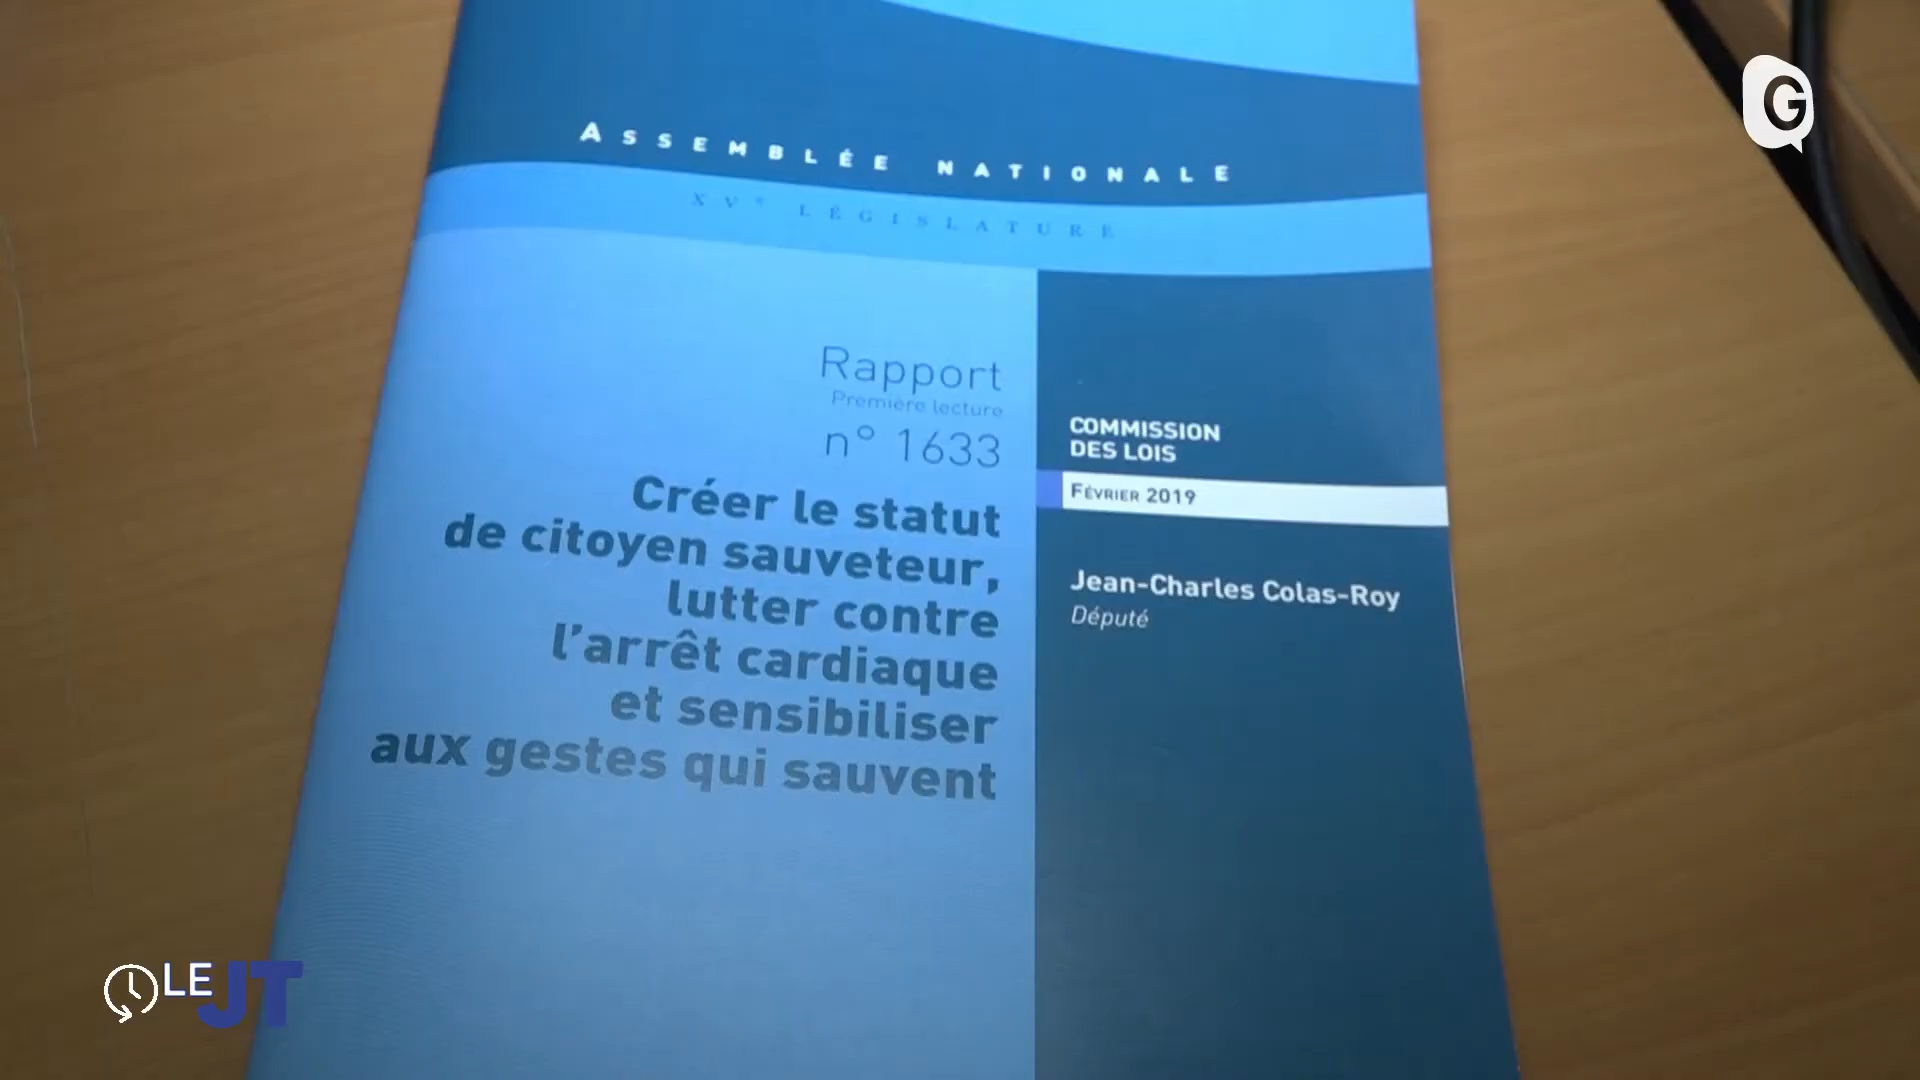 ASSEMBLÉE NATIONALE
XVe LÉGISLATURE
Rapport
Première lecture
n° 1633
Créer le statut
de citoyen sauveteur,
lutter contre
l'arrêt cardiaque
et sensibiliser
aux gestes qui sauvent
COMMISSION
DES LOIS
FÉVRIER 2019
Jean-Charles Colas-Roy
Député
G
LE JT